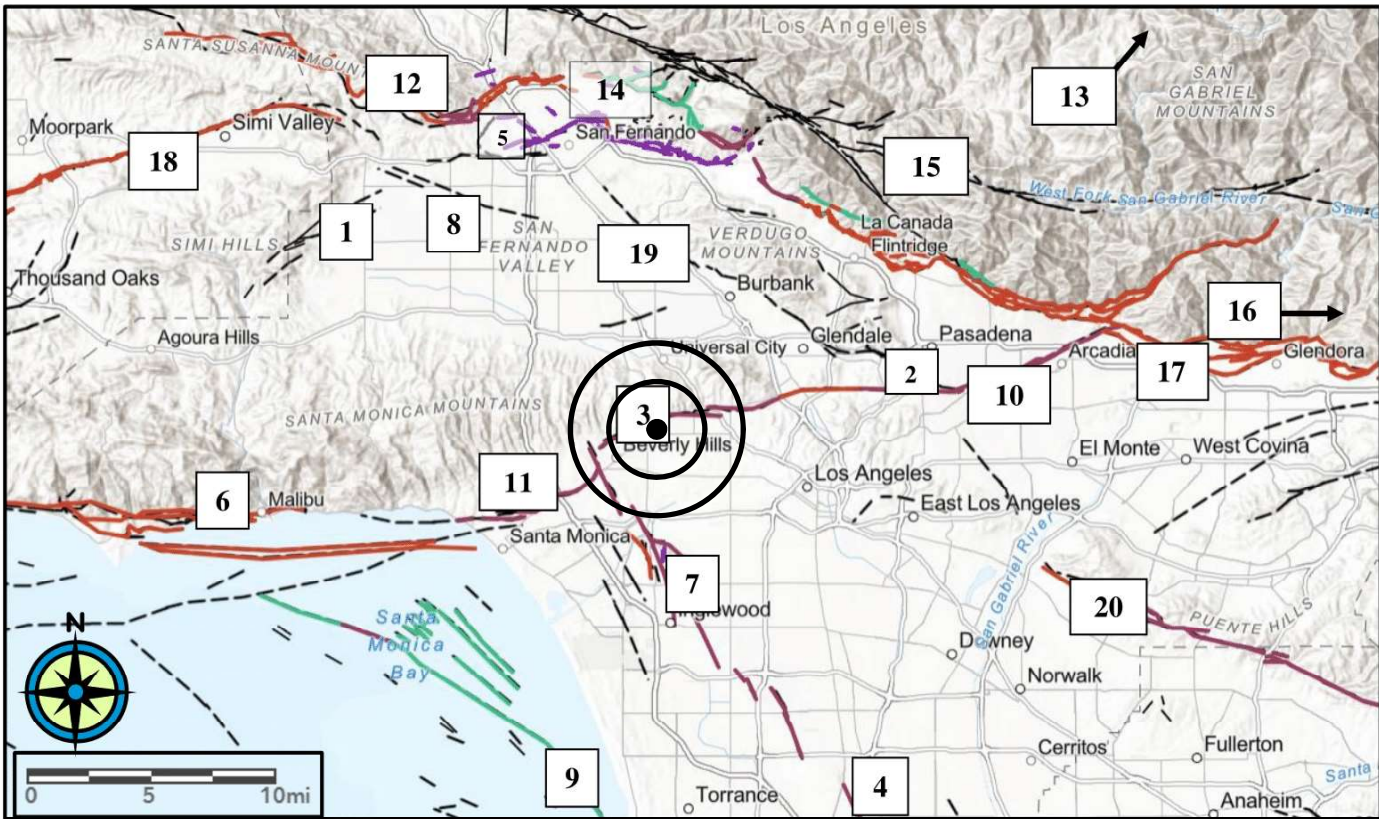 Los Angeles
SANTA SUSANNA MOUNT
12
14
13
SAN
GABRIEL
MOUNTAINS
Moorpark
Simi Valley
5
San Fernando
18
15
West Fork San Gabriel River
San G
1
8
SIMI HILLS
SAN
FERNANDO
VALLEY
19
VERDUGO
MOUNTAINS
La Canada
Flintridge
Thousand Oaks
Burbank
16
Agoura Hills
Universal City
Glendale
Pasadena
Arcadia
Glendora
2
17
10
SANTA MONICA MOUNTAINS
3
Beverly Hills
El Monte
West Covina
11
Los Angeles
6
Malibu
East Los Angeles
Santa Monica
San Gabriel River
7
Inglewood
20
PUENTE HILLS
Santa
Monica
Bay
N
Downey
Norwalk
Cerritos
Fullerton
9
4
Santa
0 5 10mi
Torrance
Anaheim